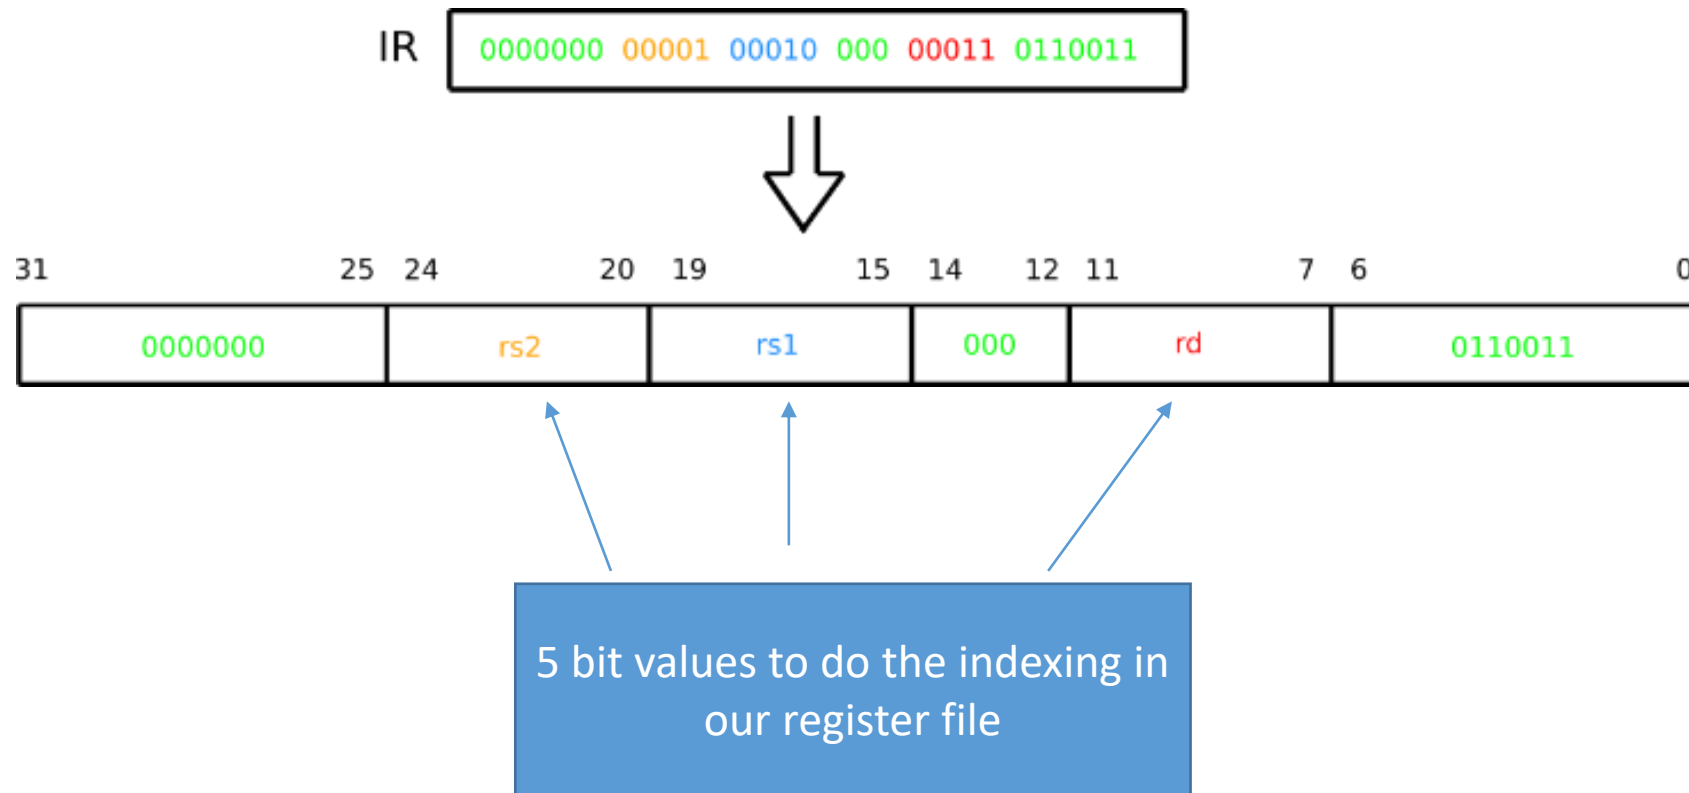 IR 0000000 00001 00010 000 00011 0110011
31 25 24 20 19 15 14 12 11 7 6 0
0000000 rs2 rs1 000 rd 0110011
5 bit values to do the indexing in
our register file